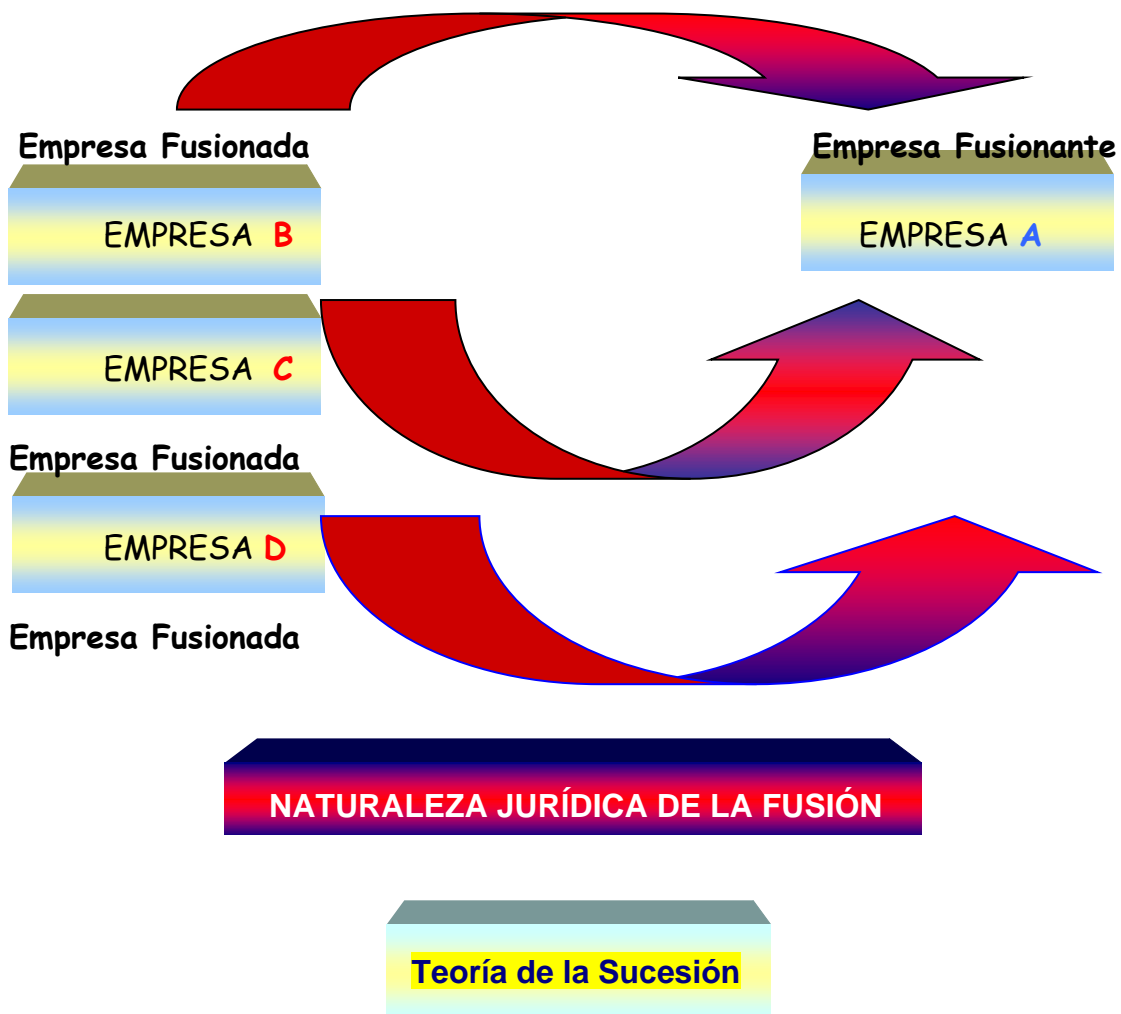 Empresa Fusionada
Empresa Fusionante
EMPRESA B
EMPRESA A
EMPRESA C
Empresa Fusionada
EMPRESA D
Empresa Fusionada
NATURALEZA JURÍDICA DE LA FUSIÓN
Teoría de la Sucesión